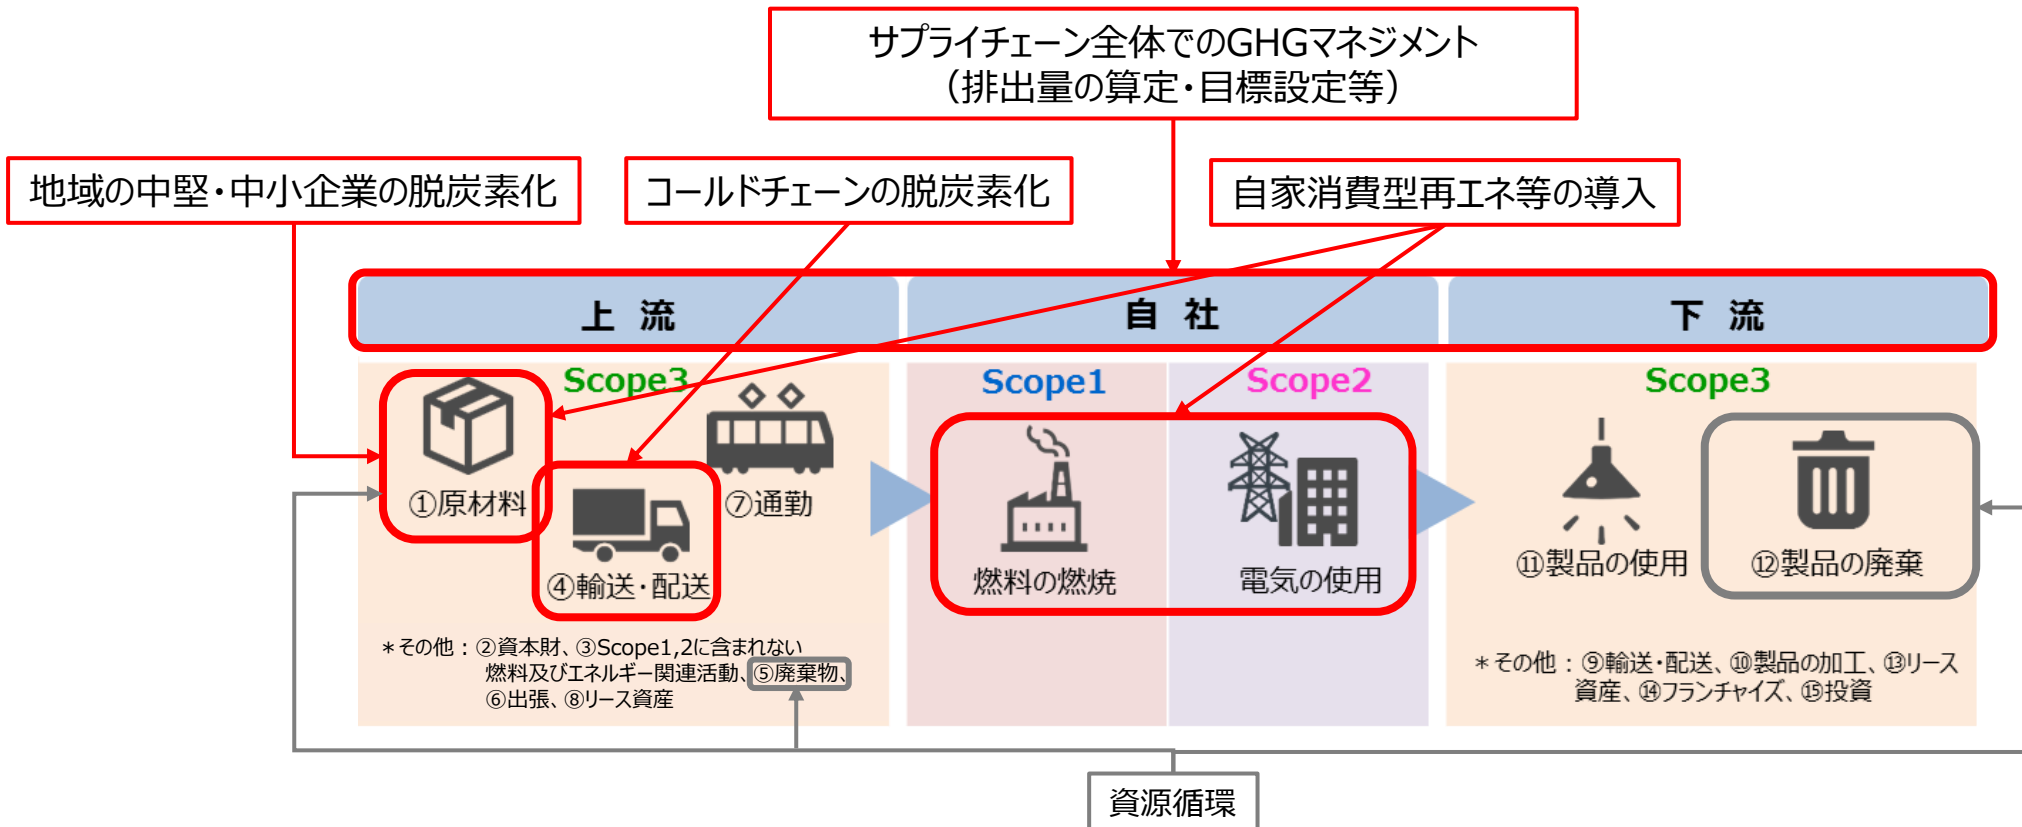 サプライチェーン全体でのGHGマネジメント
（排出量の算定・目標設定等）
地域の中堅・中小企業の脱炭素化
コールドチェーンの脱炭素化
自家消費型再エネ等の導入
上 流
自 社
下 流
Scope3
Scope1
Scope2
Scope3
①原材料
④輸送・配送
⑦通勤
燃料の燃焼
電気の使用
⑪製品の使用
⑫製品の廃棄
＊その他：②資本財、③Scope1,2に含まれない
燃料及びエネルギー関連活動、⑤廃棄物、
⑥出張、⑧リース資産
＊その他：⑨輸送・配送、⑩製品の加工、⑬リース
資産、⑭フランチャイズ、⑮投資
資源循環